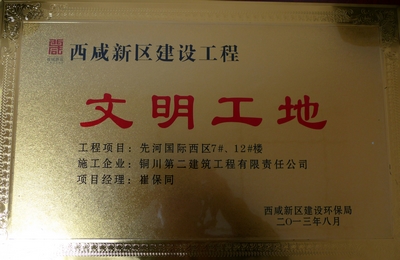 西咸新区建设工程
文明工地
工程项目：先河国际西区7#、12#楼
施工企业：铜川第二建筑工程有限责任公司
项目经理：崔保同
西咸新区建设环保局
二〇一三年八月